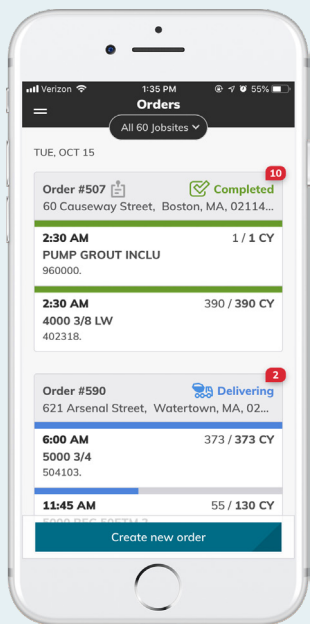 Verizon 1:35 PM 55%
Orders
All 60 Jobsites
TUE, OCT 15
10
Order #507 Completed
60 Causeway Street, Boston, MA, 02114...
2:30 AM 1 / 1 CY
PUMP GROUT INCLU
960000.
2:30 AM 390 / 390 CY
4000 3/8 LW
402318.
2
Order #590 Delivering
621 Arsenal Street, Watertown, MA, 02...
6:00 AM 373 / 373 CY
5000 3/4
504103.
11:45 AM 55 / 130 CY
Create new order